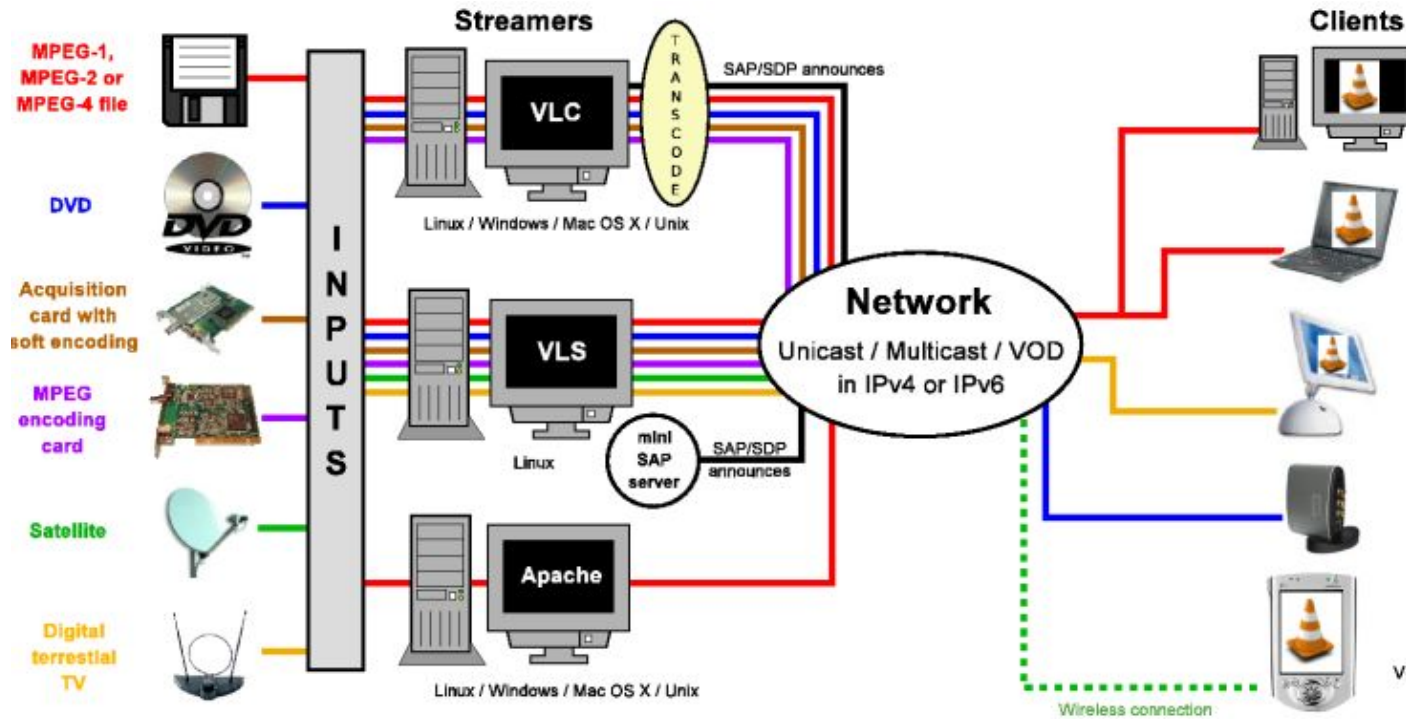 Streamers
Clients
MPEG-1,
MPEG-2 or
MPEG-4 file
DVD
DVD
VIDEO
Acquisition
card with
soft encoding
MPEG
encoding
card
Satellite
Digital
terrestial
TV
INPUTS
VLC
TRANSCODE
SAP/SDP announces
Linux / Windows / Mac OS X / Unix
VLS
Linux
mini
SAP
server
SAP/SDP
announces
Apache
Linux / Windows / Mac OS X / Unix
Network
Unicast / Multicast / VOD
in IPv4 or IPv6
Wireless connection
V